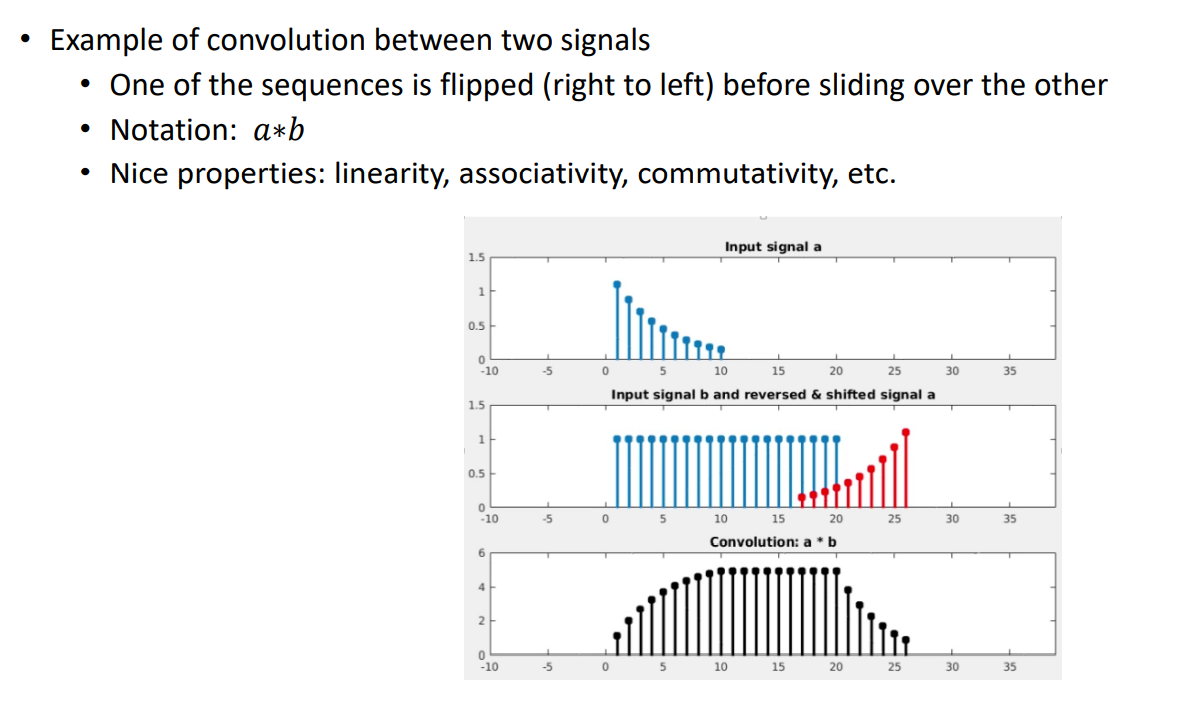 • Example of convolution between two signals
• One of the sequences is flipped (right to left) before sliding over the other
• Notation: a∗b
• Nice properties: linearity, associativity, commutativity, etc.
Input signal a
1.5
1
0.5
0
-10 -5 0 5 10 15 20 25 30 35
Input signal b and reversed & shifted signal a
1.5
1
0.5
0
-10 -5 0 5 10 15 20 25 30 35
Convolution: a * b
6
4
2
0
-10 -5 0 5 10 15 20 25 30 35